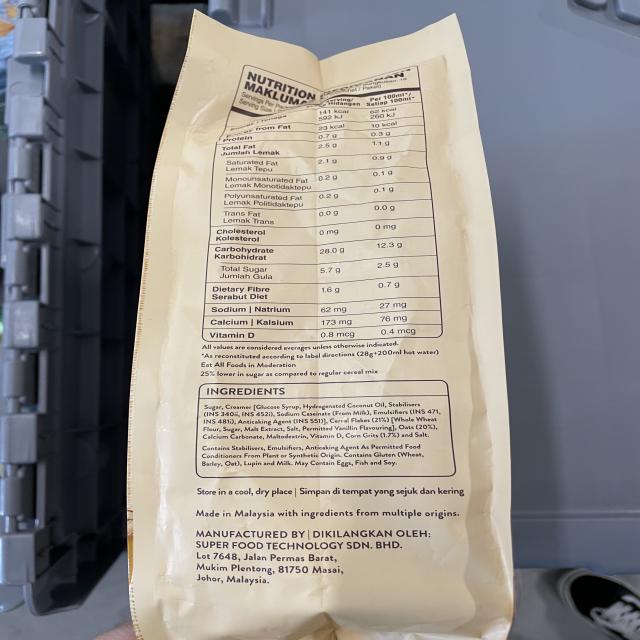 NUTRITION
MAKLUMAT
Servings Per
Serving Size
Per 100ml*/
Hidangan Setiap 100ml*
141 kcal 62 kcal
592 kJ 260 kJ
from Fat 23 kcal 10 kcal
Protein 0.7 g 0.3 g
Total Fat 2.5 g 1.1 g
Jumlah Lemak
Saturated Fat 2.1 g 0.9 g
Lemak Tepu
Monounsaturated Fat 0.2 g 0.1 g
Lemak Monotidaktepu
Polyunsaturated Fat 0.2 g 0.1 g
Lemak Politidaktepu
Trans Fat 0.0 g 0.0 g
Lemak Trans
Cholesterol 0 mg 0 mg
Kolesterol
Carbohydrate 28.0 g 12.3 g
Karbohidrat
Total Sugar 5.7 g 2.5 g
Jumlah Gula
Dietary Fibre 1.6 g 0.7 g
Serabut Diet
Sodium | Natrium 62 mg 27 mg
Calcium | Kalsium 173 mg 76 mg
Vitamin D 0.8 mcg 0.4 mcg
All values are considered averages unless otherwise indicated.
*As reconstituted according to label directions (28g+200ml hot water)
Eat All Foods in Moderation
25% lower in sugar as compared to regular cereal mix
INGREDIENTS
Sugar, Creamer [Glucose Syrup, Hydrogenated Coconut Oil, Stabilisers
(INS 340ii, INS 452i), Sodium Caseinate (From Milk), Emulsifiers (INS 471,
INS 481i), Anticaking Agent (INS 551)], Cereal Flakes (21%) [Whole Wheat
Flour, Sugar, Malt Extract, Salt, Permitted Vanillin Flavouring], Oats (20%),
Calcium Carbonate, Maltodextrin, Vitamin D, Corn Grits (1.7%) and Salt.
Contains Stabilisers, Emulsifiers, Anticaking Agent As Permitted Food
Conditioners From Plant or Synthetic Origin. Contains Gluten (Wheat,
Barley, Oat), Lupin and Milk. May Contain Eggs, Fish and Soy.
Store in a cool, dry place | Simpan di tempat yang sejuk dan kering
Made in Malaysia with ingredients from multiple origins.
MANUFACTURED BY | DIKILANGKAN OLEH:
SUPER FOOD TECHNOLOGY SDN. BHD.
Lot 7648, Jalan Permas Barat,
Mukim Plentong, 81750 Masai,
Johor, Malaysia.